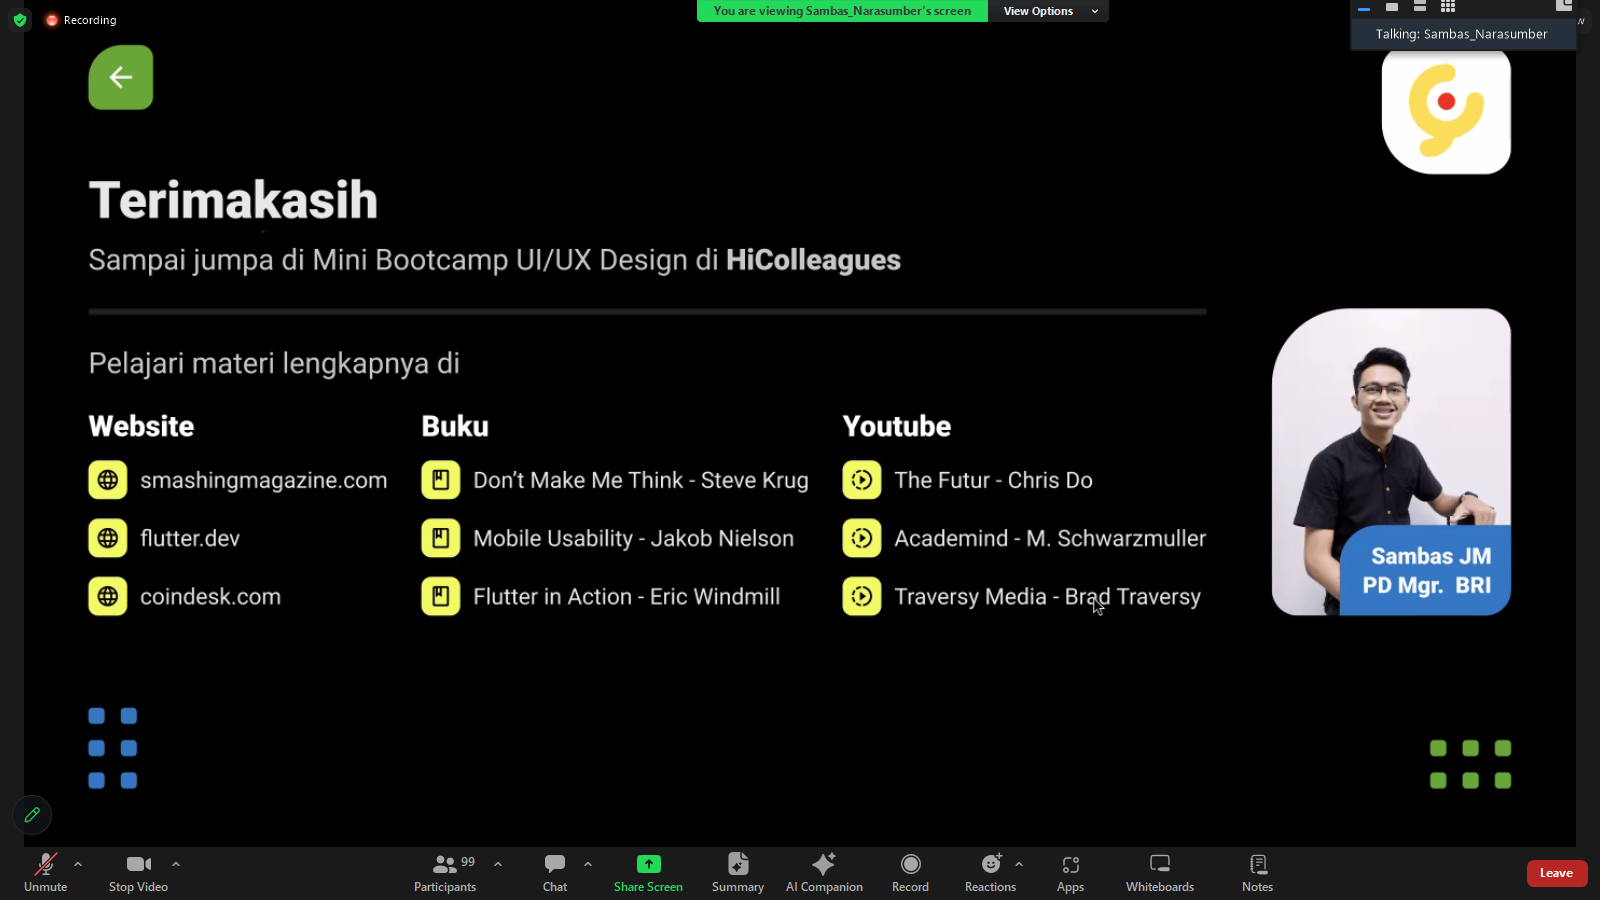 Recording
You are viewing Sambas_Narasumber's screen
View Options
Talking: Sambas_Narasumber
w
Terimakasih
Sampai jumpa di Mini Bootcamp UI/UX Design di HiColleagues
Pelajari materi lengkapnya di
Website
smashingmagazine.com
flutter.dev
coindesk.com
Buku
Don't Make Me Think - Steve Krug
Mobile Usability - Jakob Nielson
Flutter in Action - Eric Windmill
Youtube
The Futur - Chris Do
Academind - M. Schwarzmuller
Traversy Media - Brad Traversy
Sambas JM
PD Mgr. BRI
Unmute
Stop Video
99
Participants
Chat
Share Screen
Summary
AI Companion
Record
Reactions
Apps
Whiteboards
Notes
Leave